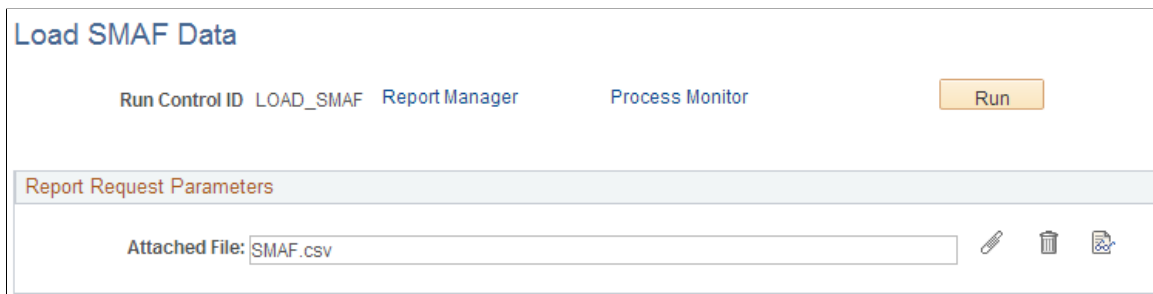 Load SMAF Data
Run Control ID LOAD_SMAF Report Manager Process Monitor Run
Report Request Parameters
Attached File: SMAF.csv